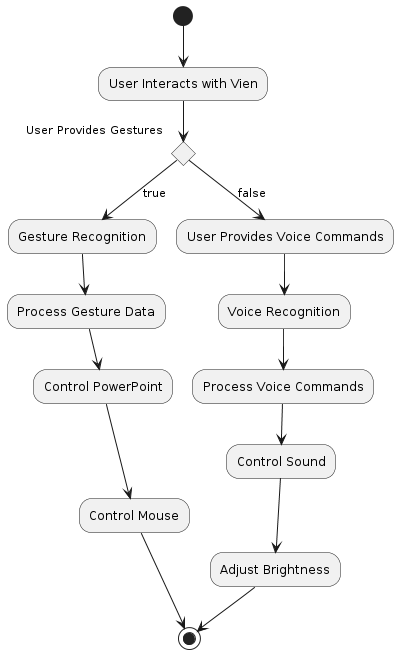 User Interacts with Vien
User Provides Gestures
true
false
Gesture Recognition
User Provides Voice Commands
Process Gesture Data
Voice Recognition
Control PowerPoint
Process Voice Commands
Control Sound
Control Mouse
Adjust Brightness